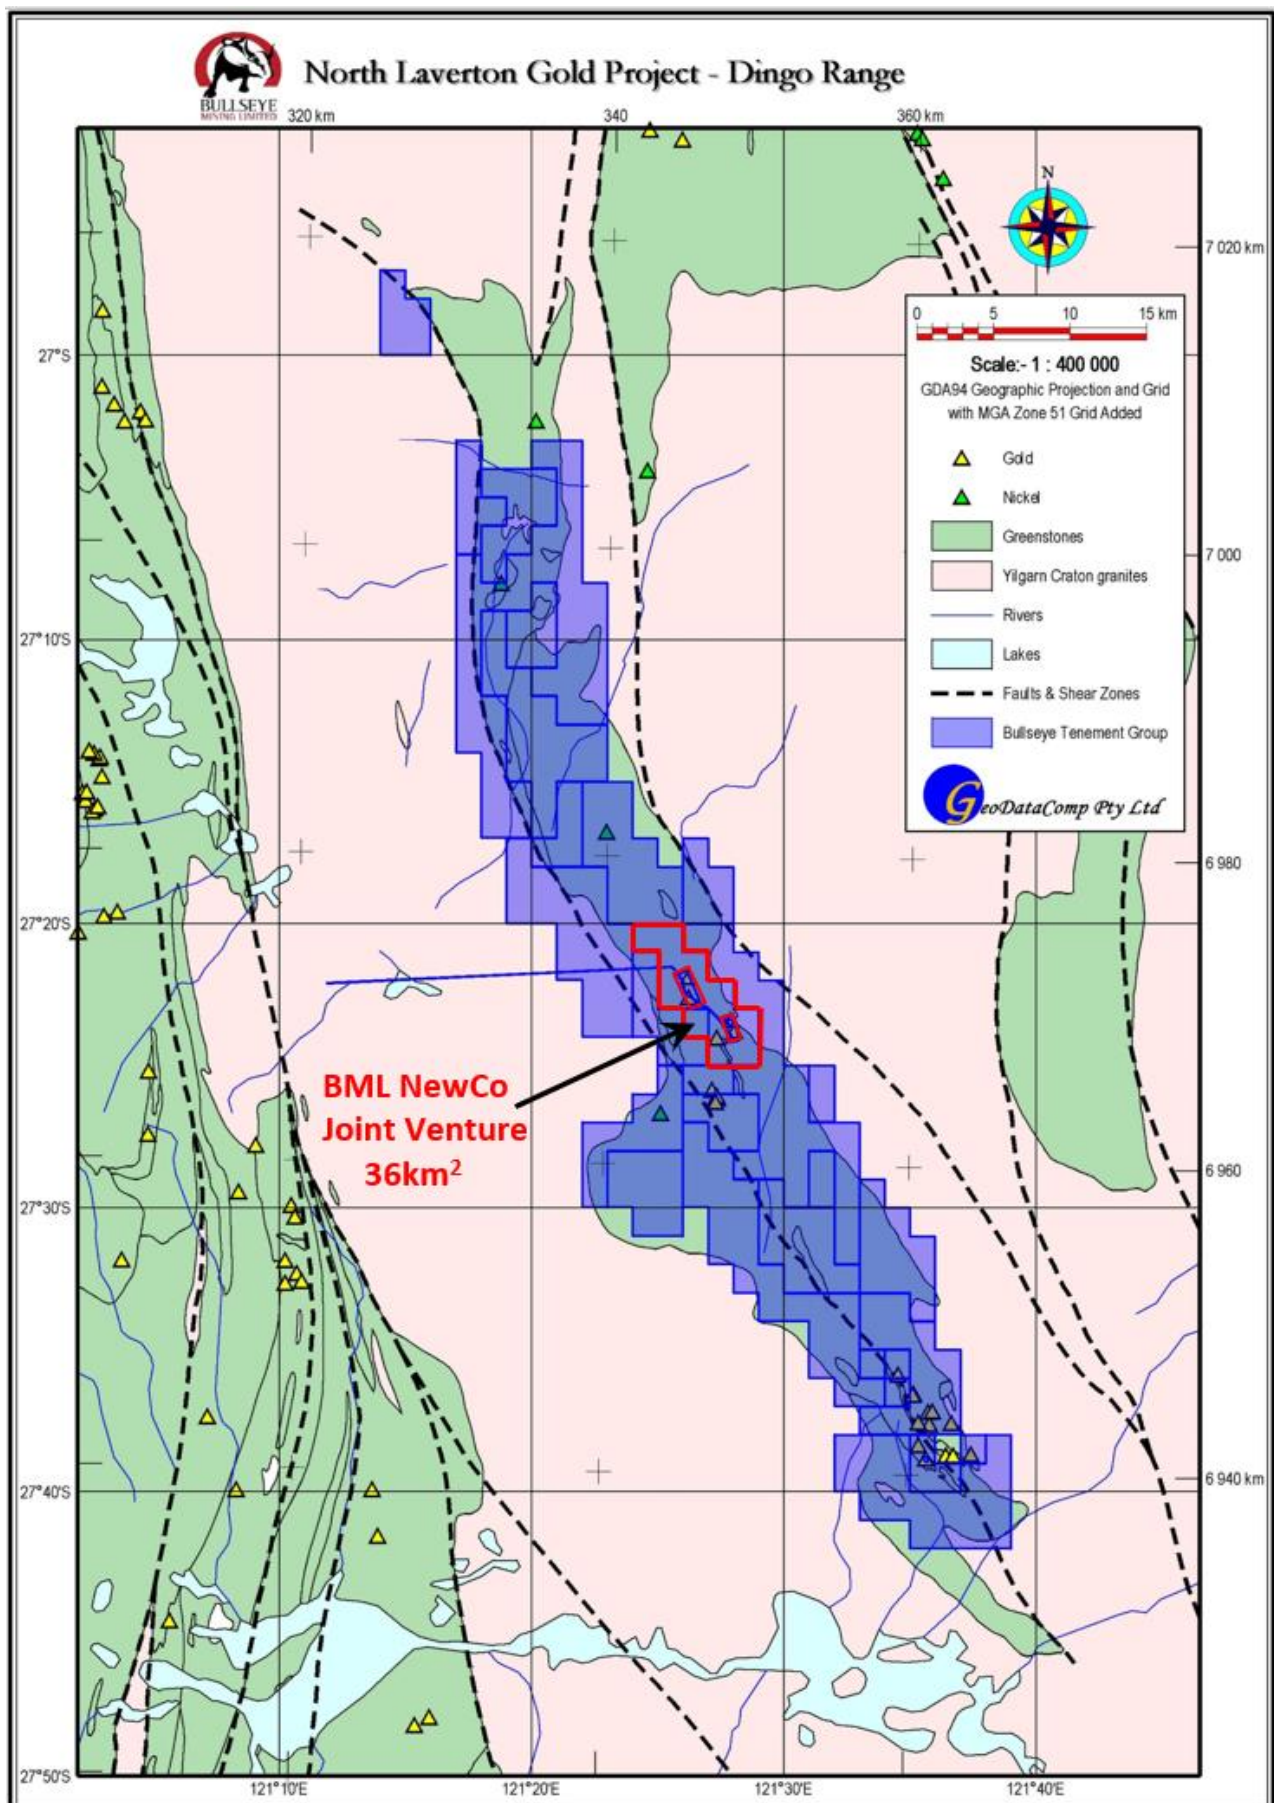 BULLSEYE
MINING LIMITED
North Laverton Gold Project - Dingo Range
320 km
340
360 km
N
7 020 km
0 5 10 15 km
Scale:- 1 : 400 000
GDA94 Geographic Projection and Grid
with MGA Zone 51 Grid Added
Gold
Nickel
Greenstones
Yilgarn Craton granites
Rivers
Lakes
Faults & Shear Zones
Bullseye Tenement Group
GeoDataComp Pty Ltd
27°S
7 000
27°10'S
6 980
27°20'S
BML NewCo
Joint Venture
36km²
6 960
27°30'S
6 940 km
27°40'S
27°50'S
121°10'E
121°20'E
121°30'E
121°40'E